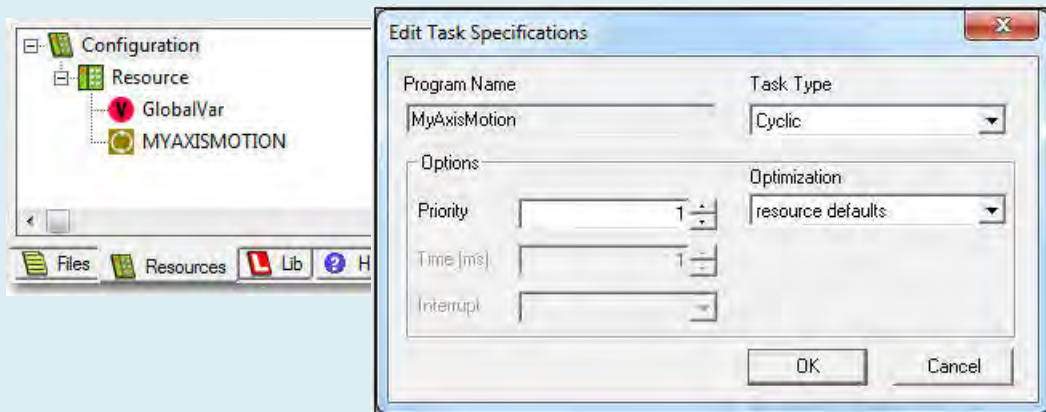 Configuration
Resource
GlobalVar
MYAXISMOTION
Files
Resources
Lib
Edit Task Specifications
Program Name
Task Type
MyAxisMotion
Cyclic
Options
Optimization
Priority
1
resource defaults
Time (ms)
1
Interrupt
OK
Cancel